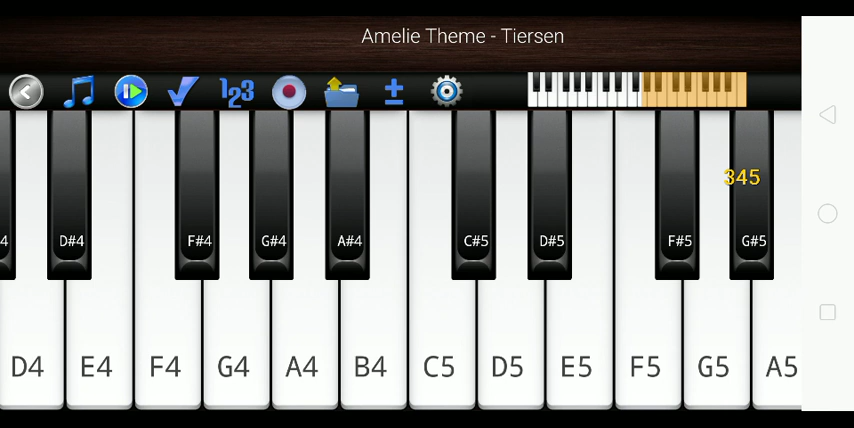 Amelie Theme - Tiersen
123
345
4 D#4 F#4 G#4 A#4 C#5 D#5 F#5 G#5
D4 E4 F4 G4 A4 B4 C5 D5 E5 F5 G5 A5